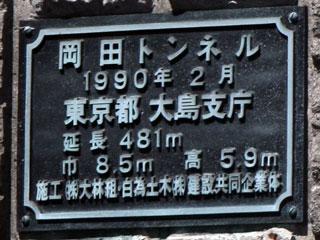 岡田トンネル
1990年2月
東京都 大島支庁
延長 481m
巾 8.5m 高 5.9m
施工 ㈱大林組・白為土木㈱建設共同企業体